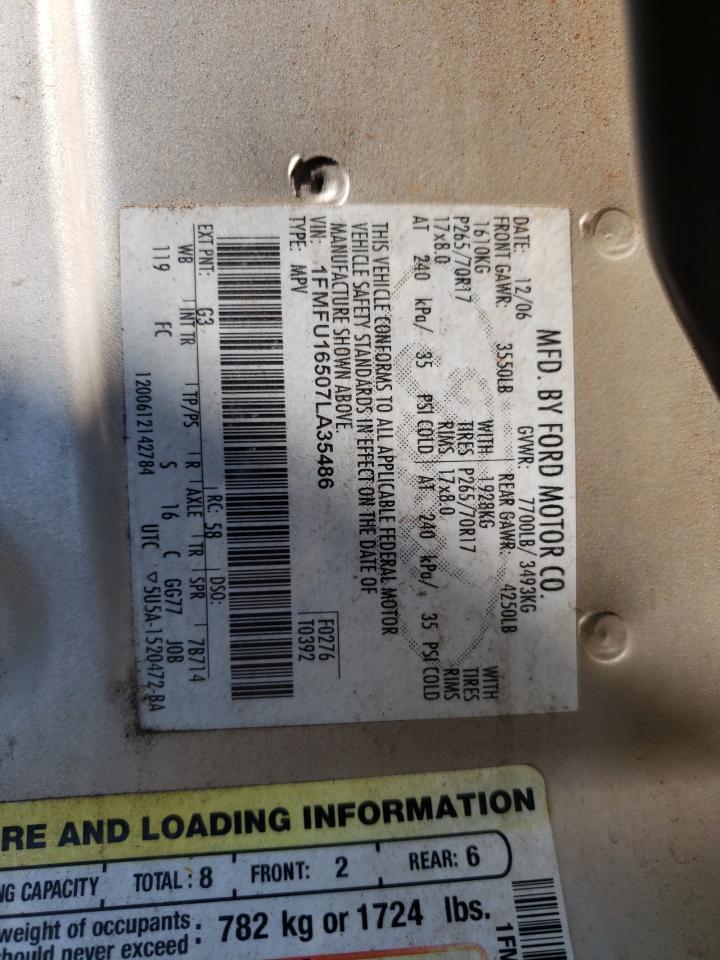 MFD. BY FORD MOTOR CO.
DATE: 12/06 GVWR: 7700LB/ 3493KG
FRONT GAWR: 3550LB REAR GAWR: 4250LB
1610KG WITH 1928KG WITH
P265/70R17 TIRES P265/70R17 TIRES
17x8.0 RIMS 17x8.0 RIMS
AT 240 kPa/ 35 PSI COLD AT 240 kPa/ 35 PSI COLD
THIS VEHICLE CONFORMS TO ALL APPLICABLE FEDERAL MOTOR
VEHICLE SAFETY STANDARDS IN EFFECT ON THE DATE OF
MANUFACTURE SHOWN ABOVE.
VIN: 1FMFU16507LA35486 F0276
TYPE: MPV T0392
EXT PNT: G3 RC: 58 DSO:
WB INT TR TP/PS R AXLE TR SPR 7B714
119 FC S 16 C GG77 JOB
1200612142784 UTC ▽5U5A-1520472-BA
RE AND LOADING INFORMATION
NG CAPACITY TOTAL: 8 FRONT: 2 REAR: 6
weight of occupants
should never exceed : 782 kg or 1724 lbs.
1FM